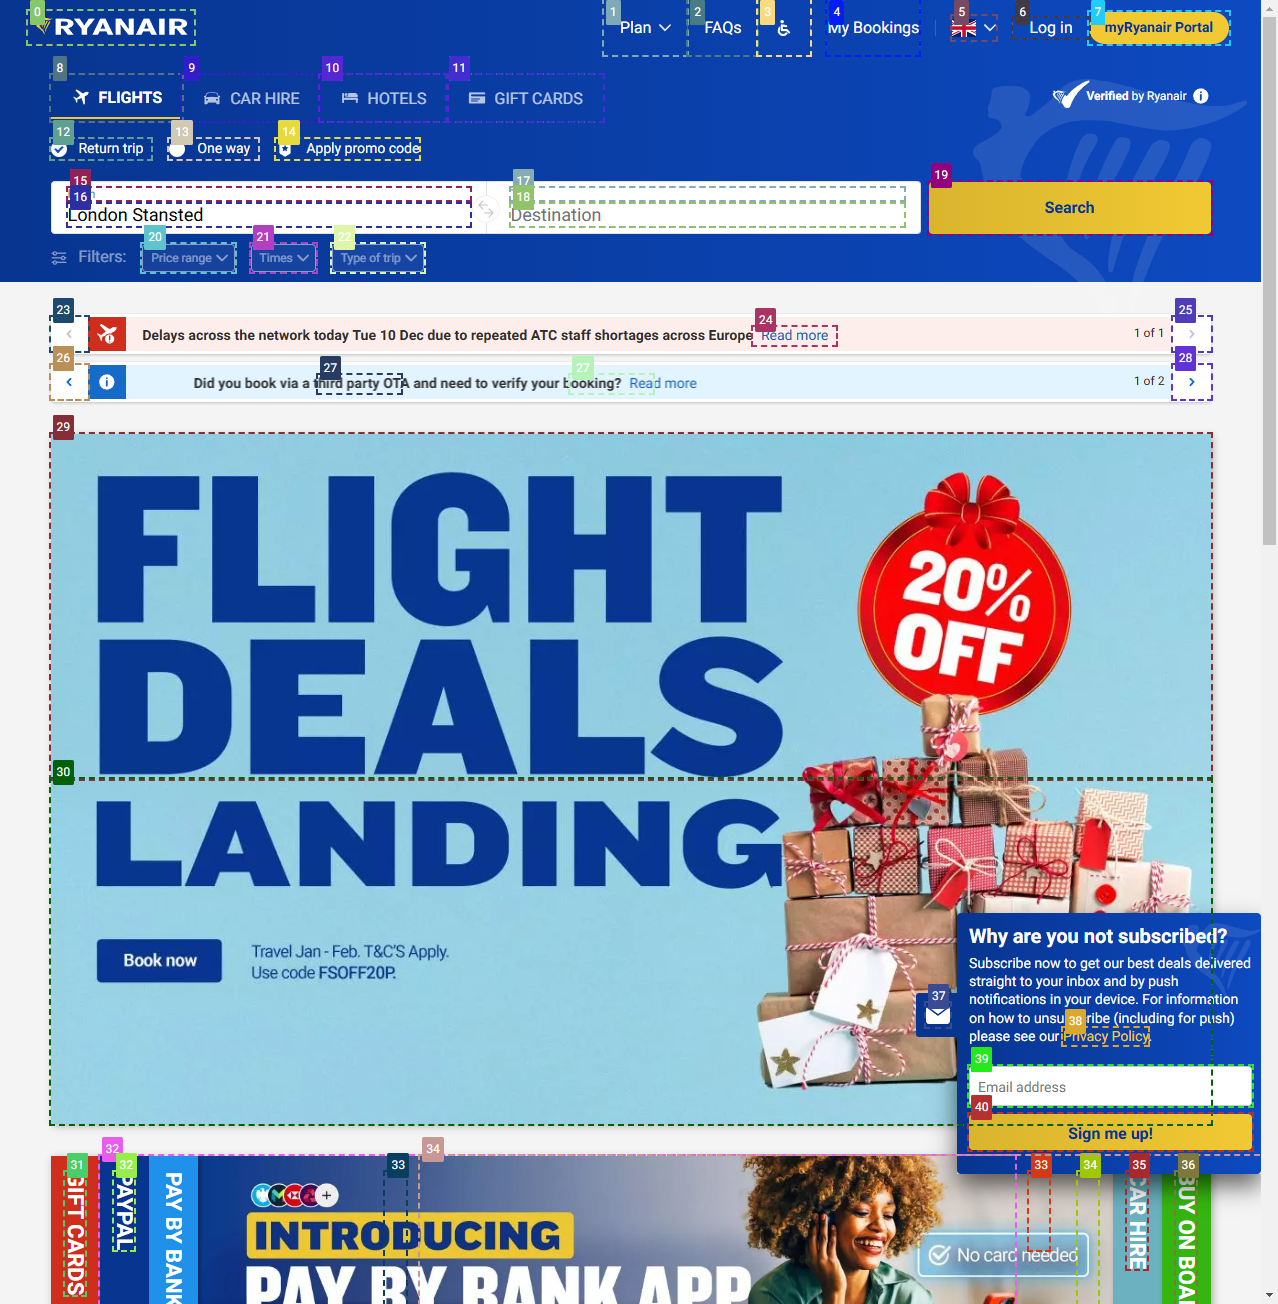 RYANAIR
Plan
FAQs
My Bookings
Log in
myRyanair Portal
FLIGHTS
CAR HIRE
HOTELS
GIFT CARDS
Verified by Ryanair
Return trip
One way
Apply promo code
London Stansted
Destination
Search
Filters:
Price range
Times
Type of trip
Delays across the network today Tue 10 Dec due to repeated ATC staff shortages across Europe Read more
1 of 1
Did you book via a third party OTA and need to verify your booking? Read more
1 of 2
FLIGHT
DEALS
LANDING
20%
OFF
Book now
Travel Jan - Feb. T&C'S Apply.
Use code FSOFF20P.
Why are you not subscribed?
Subscribe now to get our best deals delivered
straight to your inbox and by push
notifications in your device. For information
on how to unsubscribe (including for push)
please see our Privacy Policy.
Email address
Sign me up!
GIFT CARDS
PAYPAL
PAY BY BANK
INTRODUCING
PAY BY BANK APP
No card needed
CAR HIRE
BUY ON BOA
0
1
2
3
4
5
6
7
8
9
10
11
12
13
14
15
16
17
18
19
20
21
22
23
24
25
26
27
27
28
29
30
31
32
32
33
34
33
34
35
36
37
38
39
40